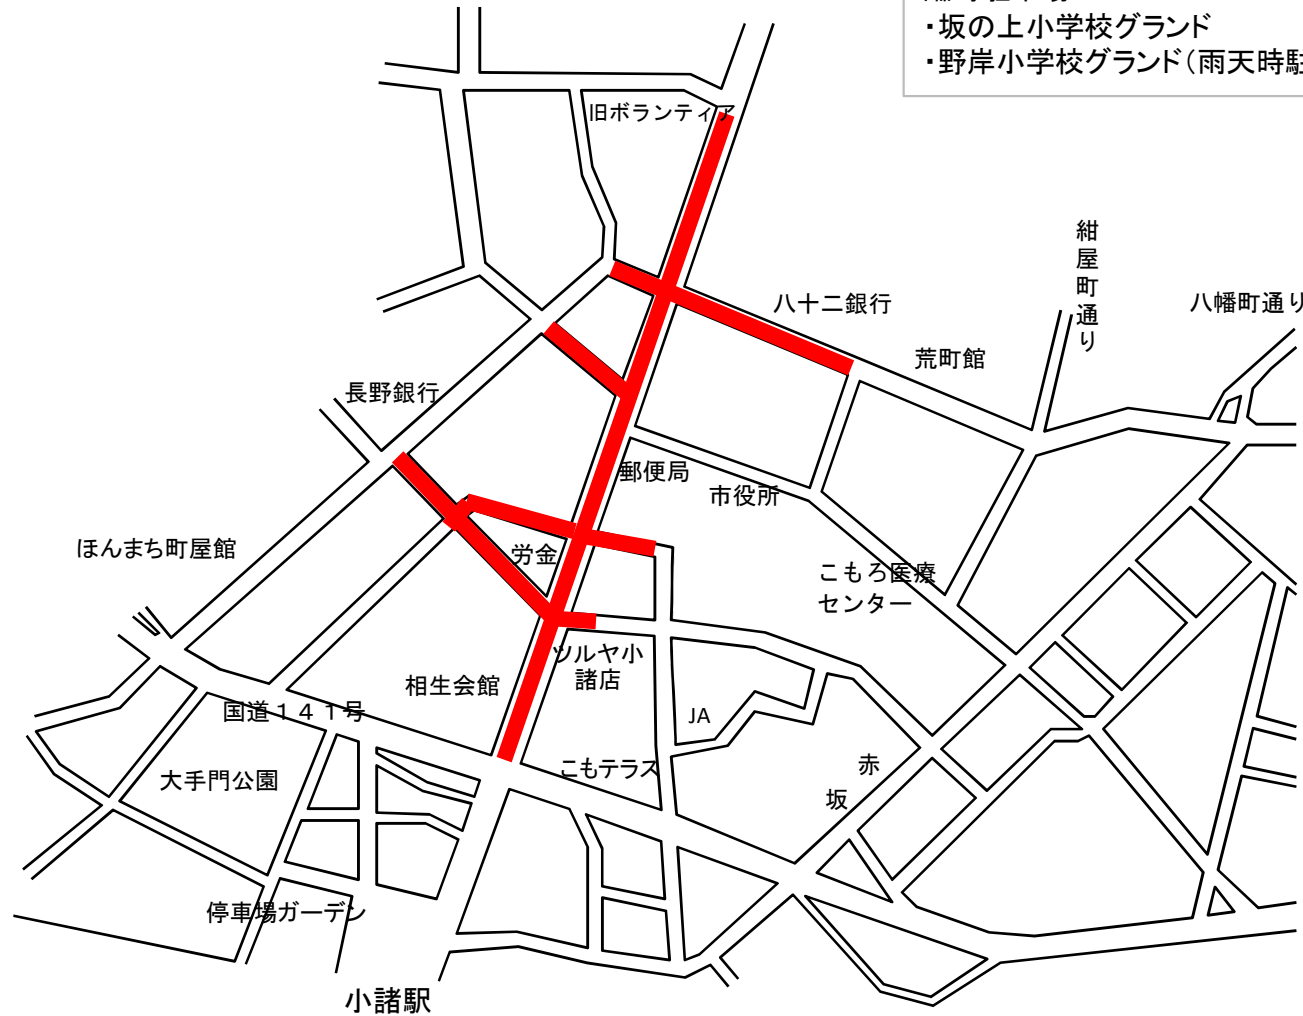 ・坂の上小学校グランド
・野岸小学校グランド（雨天時駐
旧ボランティア
紺屋町通り
八十二銀行
八幡町通り
荒町館
長野銀行
郵便局
市役所
ほんまち町屋館
労金
こもろ医療
センター
ツルヤ小
諸店
相生会館
国道１４１号
JA
こもテラス
赤
坂
大手門公園
停車場ガーデン
小諸駅